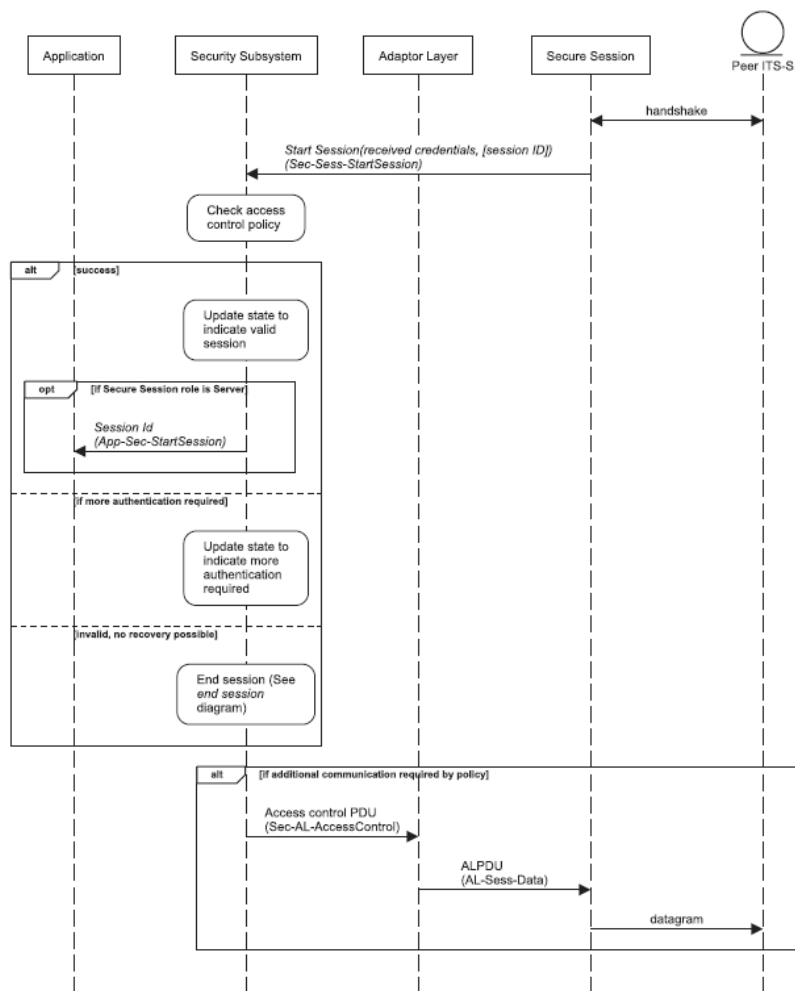 Application
Security Subsystem
Adaptor Layer
Secure Session
Peer ITS-S
handshake
Start Session(received credentials, [session ID])
(Sec-Sess-StartSession)
Check access
control policy
alt
[success]
Update state to
indicate valid
session
opt
[if Secure Session role is Server]
Session Id
(App-Sec-StartSession)
[if more authentication required]
Update state to
indicate more
authentication
required
[invalid, no recovery possible]
End session (See
end session
diagram)
alt
[if additional communication required by policy]
Access control PDU
(Sec-AL-AccessControl)
ALPDU
(AL-Sess-Data)
datagram